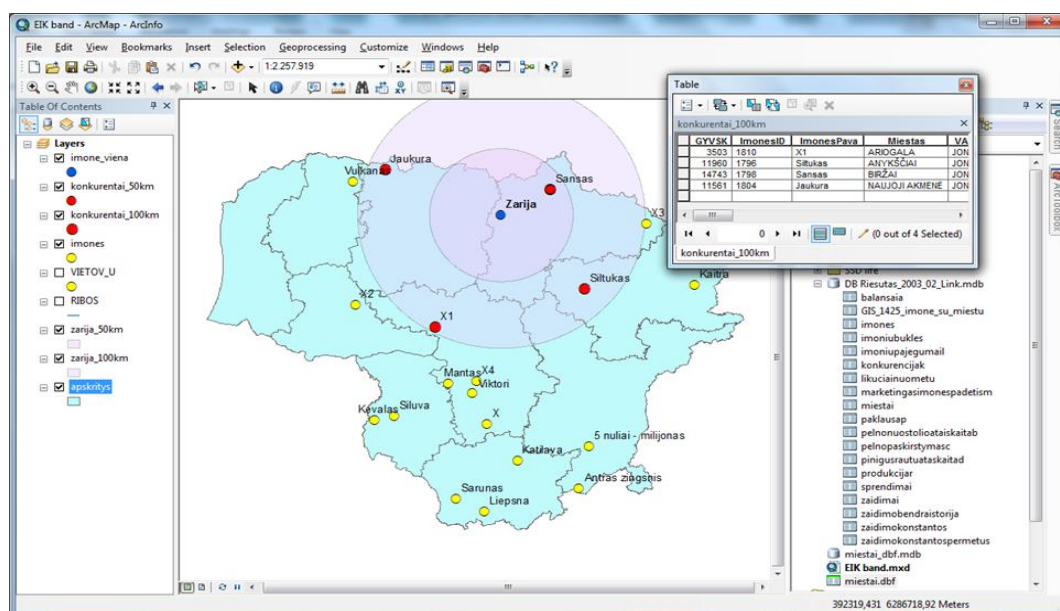 EIK band - ArcMap - ArcInfo
File Edit View Bookmarks Insert Selection Geoprocessing Customize Windows Help
1:2.257.919
Table Of Contents
Layers
imone_viena
konkurentai_50km
konkurentai_100km
imones
VIETOV_U
RIBOS
zarija_50km
zarija_100km
apskritys
Jaukura
Vulkanas
Sansas
Zarija
X3
Siltukas
Kaitria
X2
X1
Mantas
X4
Viktori
Kevalas
Siluva
X
5 nuliai - milijonas
Katilava
Antras zingsnis
Sarunas
Liepsna
Table
konkurentai_100km
GYVSK ImonesID ImonesPava Miestas VA
3503 1810 X1 ARIOGALA JON
11960 1796 Siltukas ANYKŠČIAI JON
14743 1798 Sansas BIRŽAI JON
11561 1804 Jaukura NAUJOJI AKMENĖ JON
0 (0 out of 4 Selected)
konkurentai_100km
Search
ArcToolbox
DB Riesutas_2003_02_Link.mdb
balansaia
GIS_1425_imone_su_miestu
imones
imoniubukles
imoniupajegumail
konkurencijak
likuciainuometu
marketingasimonespadetism
miestai
paklausap
pelnonuostolioataiskaitab
pelnopaskirstymasc
pinigusrautuataskaitad
produkcijar
sprendimai
zaidimai
zaidimobendraistorija
zaidimokonstantos
zaidimokonstantospermetus
miestai_dbf.mdb
EIK band.mxd
miestai.dbf
392319,431 6286718,92 Meters